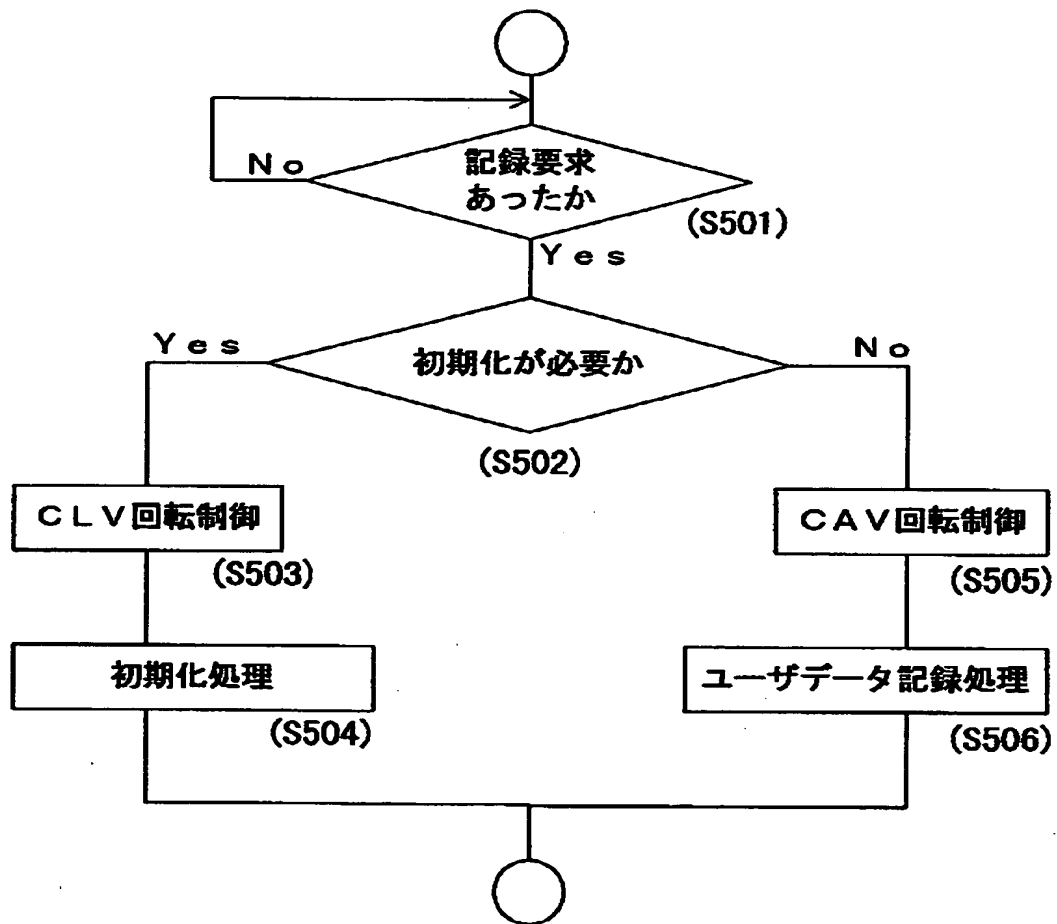 記録要求
あったか
No
(S501)
Yes
Yes
初期化が必要か
No
(S502)
CLV回転制御
CAV回転制御
(S503)
(S505)
初期化処理
ユーザデータ記録処理
(S504)
(S506)